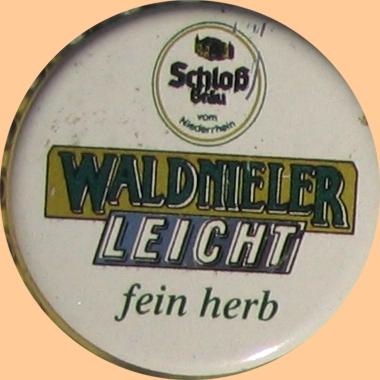 Schloß
Bräu
vom
Niederrhein
WALDNIELER
LEICHT
fein herb